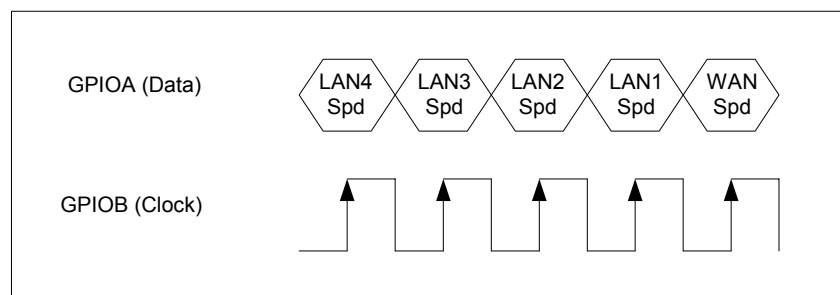 GPIOA (Data)
LAN4
Spd
LAN3
Spd
LAN2
Spd
LAN1
Spd
WAN
Spd
GPIOB (Clock)